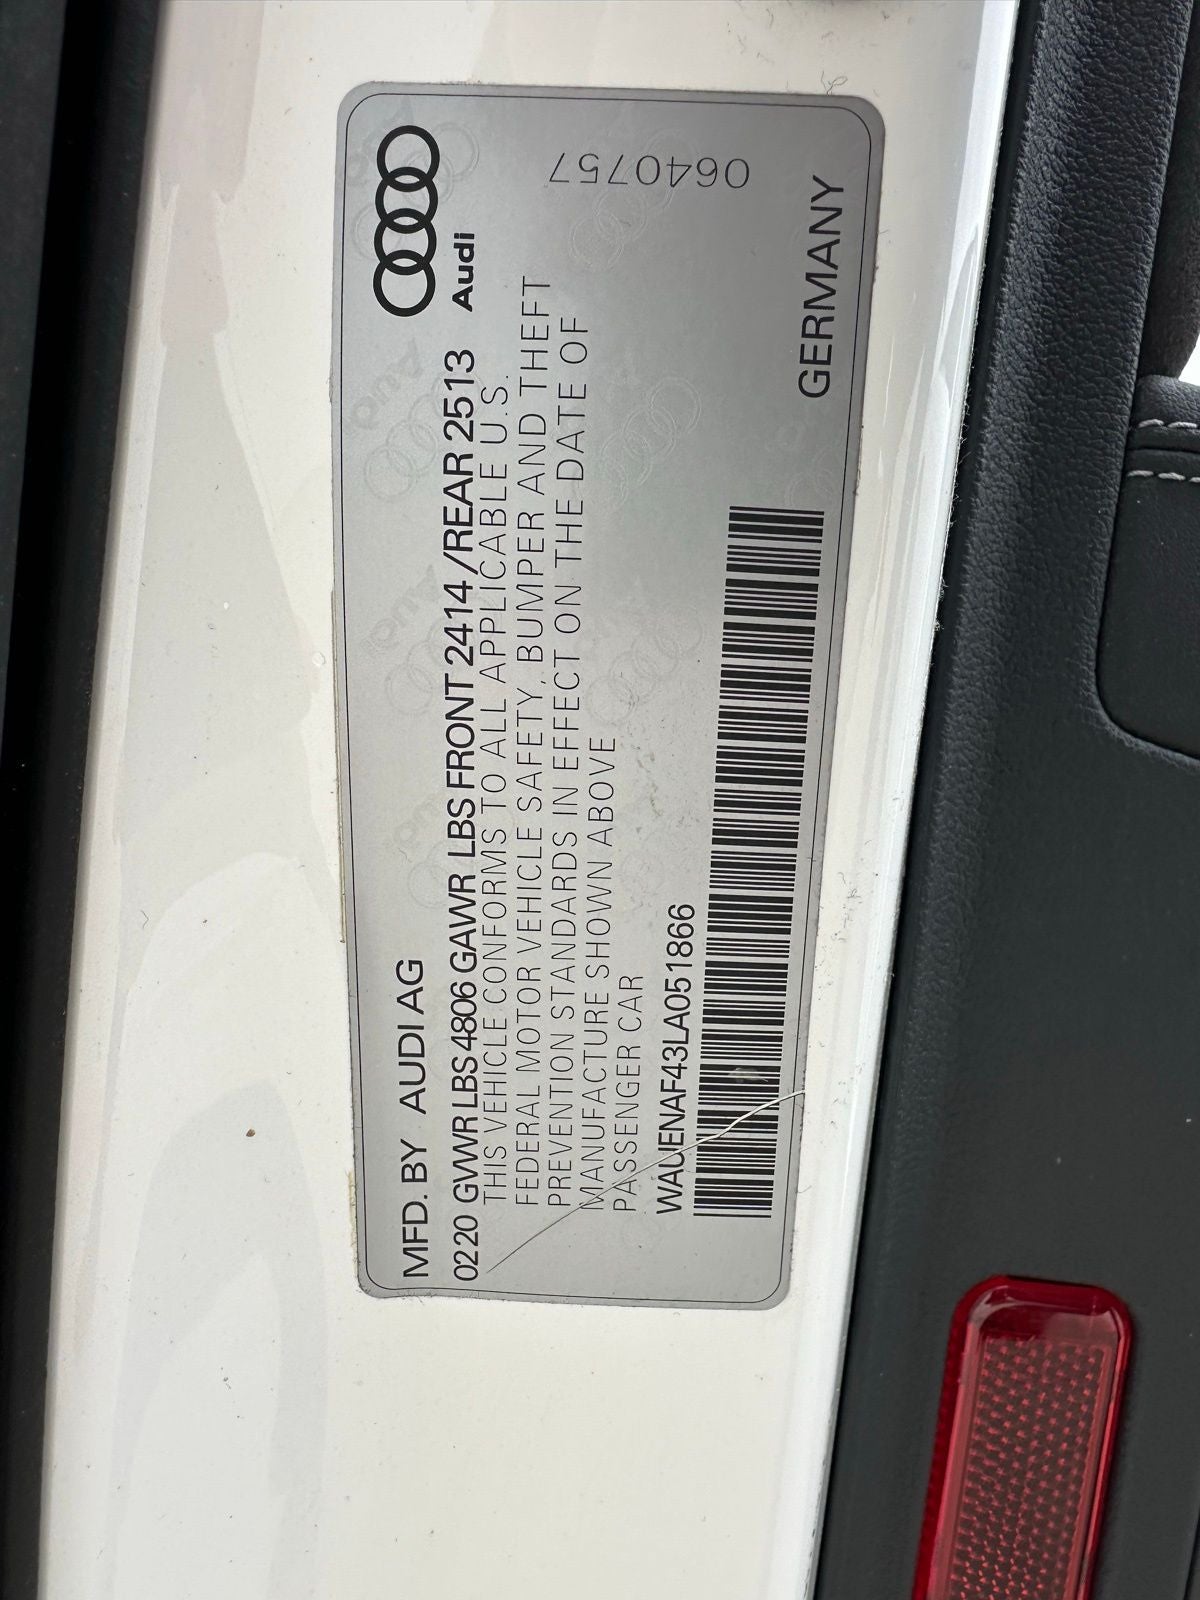 MFD. BY AUDI AG
0220 GVWR LBS 4806 GAWR LBS FRONT 2414 /REAR 2513
THIS VEHICLE CONFORMS TO ALL APPLICABLE U.S.
FEDERAL MOTOR VEHICLE SAFETY, BUMPER AND THEFT
PREVENTION STANDARDS IN EFFECT ON THE DATE OF
MANUFACTURE SHOWN ABOVE
PASSENGER CAR
WAUENAF43LA051866
GERMANY
Audi
0640757